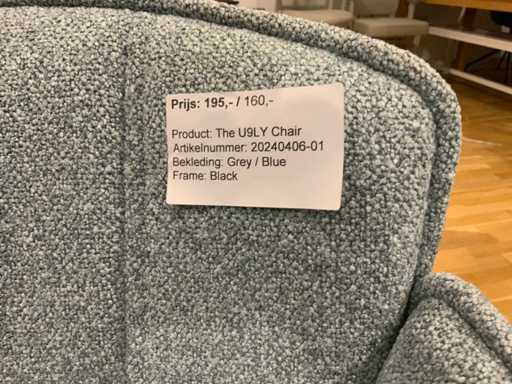 Prijs: 195,- / 160,-
Product: The U9LY Chair
Artikelnummer: 20240406-01
Bekleding: Grey / Blue
Frame: Black